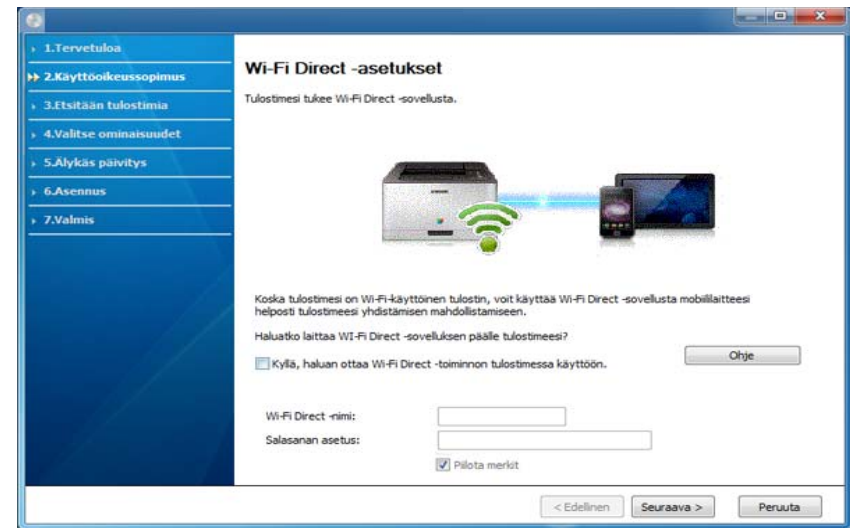 1.Tervetuloa
2.Käyttöoikeussopimus
3.Etsitään tulostimia
4.Valitse ominaisuudet
5.Älykäs päivitys
6.Asennus
7.Valmis
Wi-Fi Direct -asetukset
Tulostimesi tukee Wi-Fi Direct -sovellusta.
Koska tulostimesi on Wi-Fi-käyttöinen tulostin, voit käyttää Wi-Fi Direct -sovellusta mobiililaitteesi
helposti tulostimeesi yhdistämisen mahdollistamiseen.
Haluatko laittaa WI-Fi Direct -sovelluksen päälle tulostimeesi?
Kyllä, haluan ottaa Wi-Fi Direct -toiminnon tulostimessa käyttöön.
Ohje
Wi-Fi Direct -nimi:
Salasanan asetus:
Piilota merkit
< Edellinen
Seuraava >
Peruuta